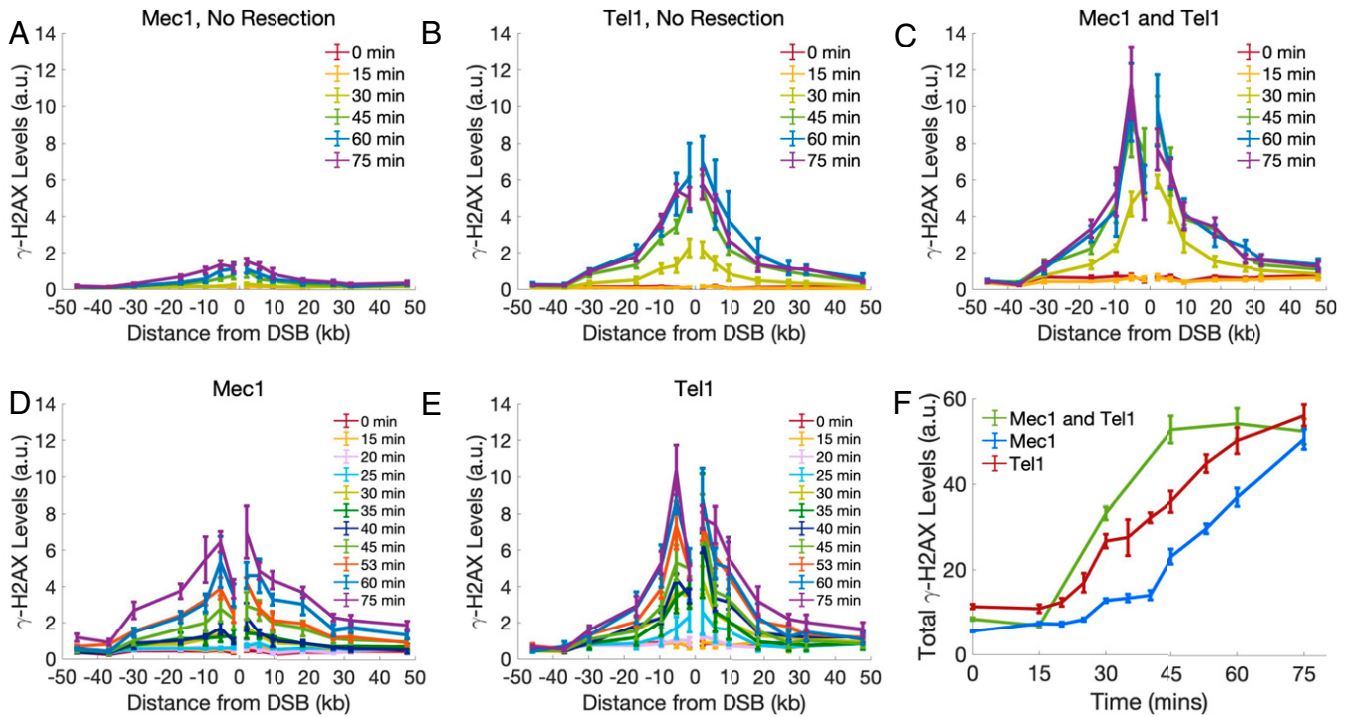 A
Mec1, No Resection
γ-H2AX Levels (a.u.)
14
12
10
8
6
4
2
0
-50 -40 -30 -20 -10 0 10 20 30 40 50
Distance from DSB (kb)
0 min
15 min
30 min
45 min
60 min
75 min
B
Tel1, No Resection
γ-H2AX Levels (a.u.)
14
12
10
8
6
4
2
0
-50 -40 -30 -20 -10 0 10 20 30 40 50
Distance from DSB (kb)
0 min
15 min
30 min
45 min
60 min
75 min
C
Mec1 and Tel1
γ-H2AX Levels (a.u.)
14
12
10
8
6
4
2
0
-50 -40 -30 -20 -10 0 10 20 30 40 50
Distance from DSB (kb)
0 min
15 min
30 min
45 min
60 min
75 min
D
Mec1
γ-H2AX Levels (a.u.)
14
12
10
8
6
4
2
0
-50 -40 -30 -20 -10 0 10 20 30 40 50
Distance from DSB (kb)
0 min
15 min
20 min
25 min
30 min
35 min
40 min
45 min
53 min
60 min
75 min
E
Tel1
γ-H2AX Levels (a.u.)
14
12
10
8
6
4
2
0
-50 -40 -30 -20 -10 0 10 20 30 40 50
Distance from DSB (kb)
0 min
15 min
20 min
25 min
30 min
35 min
40 min
45 min
53 min
60 min
75 min
F
Total γ-H2AX Levels (a.u.)
60
40
20
0
0 15 30 45 60 75
Time (mins)
Mec1 and Tel1
Mec1
Tel1